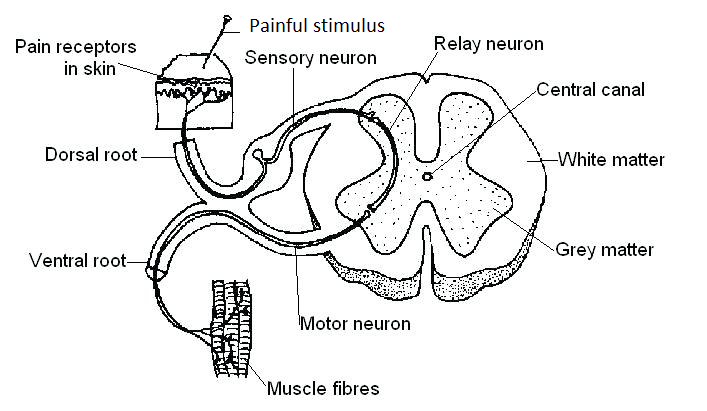 Painful stimulus
Pain receptors
in skin
Sensory neuron
Relay neuron
Central canal
Dorsal root
White matter
Ventral root
Grey matter
Motor neuron
Muscle fibres